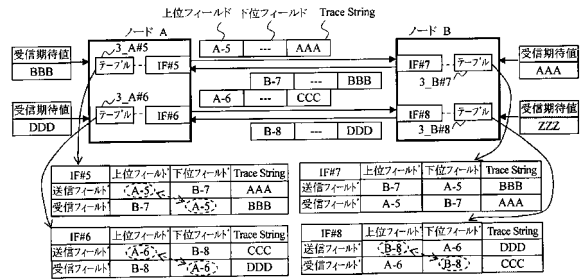 上位フィールド 下位フィールド Trace String
ノード A
ノード B
3_A#5
A-5 --- AAA
受信期待値
BBB
テーブル IF#5
IF#7 テーブル
3_B#7
受信期待値
AAA
B-7 --- BBB
3_A#6
A-6 --- CCC
受信期待値
DDD
テーブル IF#6
IF#8 テーブル
3_B#8
受信期待値
ZZZ
B-8 --- DDD
IF#5 上位フィールド 下位フィールド Trace String
送信フィールド A-5 B-7 AAA
受信フィールド B-7 A-5 BBB
IF#7 上位フィールド 下位フィールド Trace String
送信フィールド B-7 A-5 BBB
受信フィールド B-7 A-5 AAA
IF#6 上位フィールド 下位フィールド Trace String
送信フィールド A-6 B-8 CCC
受信フィールド B-8 A-6 DDD
IF#8 上位フィールド 下位フィールド Trace String
送信フィールド B-8 A-6 DDD
受信フィールド A-6 B-8 CCC